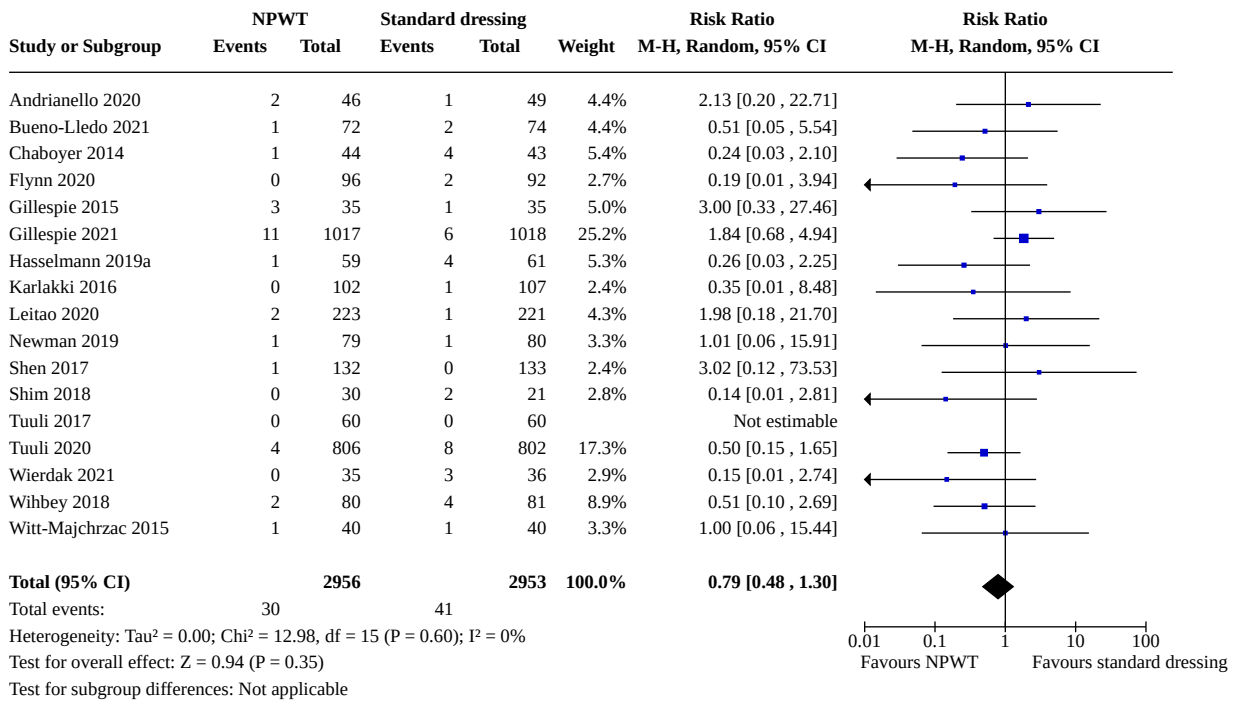 NPWT Standard dressing Risk Ratio Risk Ratio
Study or Subgroup Events Total Events Total Weight M-H, Random, 95% CI M-H, Random, 95% CI
Andrianello 2020 2 46 1 49 4.4% 2.13 [0.20 , 22.71]
Bueno-Lledo 2021 1 72 2 74 4.4% 0.51 [0.05 , 5.54]
Chaboyer 2014 1 44 4 43 5.4% 0.24 [0.03 , 2.10]
Flynn 2020 0 96 2 92 2.7% 0.19 [0.01 , 3.94]
Gillespie 2015 3 35 1 35 5.0% 3.00 [0.33 , 27.46]
Gillespie 2021 11 1017 6 1018 25.2% 1.84 [0.68 , 4.94]
Hasselmann 2019a 1 59 4 61 5.3% 0.26 [0.03 , 2.25]
Karlakki 2016 0 102 1 107 2.4% 0.35 [0.01 , 8.48]
Leitao 2020 2 223 1 221 4.3% 1.98 [0.18 , 21.70]
Newman 2019 1 79 1 80 3.3% 1.01 [0.06 , 15.91]
Shen 2017 1 132 0 133 2.4% 3.02 [0.12 , 73.53]
Shim 2018 0 30 2 21 2.8% 0.14 [0.01 , 2.81]
Tuuli 2017 0 60 0 60 Not estimable
Tuuli 2020 4 806 8 802 17.3% 0.50 [0.15 , 1.65]
Wierdak 2021 0 35 3 36 2.9% 0.15 [0.01 , 2.74]
Wihbey 2018 2 80 4 81 8.9% 0.51 [0.10 , 2.69]
Witt-Majchrzac 2015 1 40 1 40 3.3% 1.00 [0.06 , 15.44]
Total (95% CI) 2956 2953 100.0% 0.79 [0.48 , 1.30]
Total events: 30 41
Heterogeneity: Tau² = 0.00; Chi² = 12.98, df = 15 (P = 0.60); I² = 0%
0.01 0.1 1 10 100
Test for overall effect: Z = 0.94 (P = 0.35) Favours NPWT Favours standard dressing
Test for subgroup differences: Not applicable